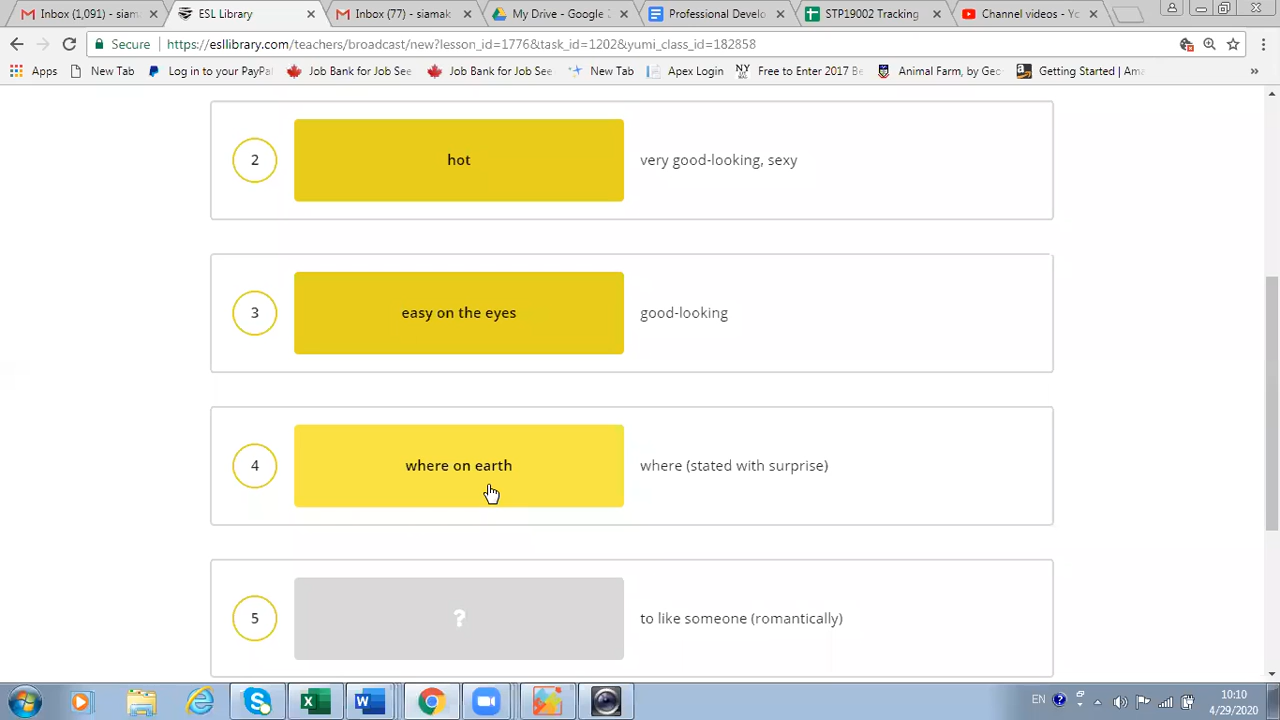 Inbox (1,091) - siam
ESL Library
Inbox (77) - siamak
My Drive - Google
Professional Develo
STP19002 Tracking
Channel videos - Yo
Secure
https://esllibrary.com/teachers/broadcast/new?lesson_id=1776&task_id=1202&yumi_class_id=182858
Apps
New Tab
Log in to your PayPa
Job Bank for Job See
Job Bank for Job See
New Tab
Apex Login
NY
Free to Enter 2017 Be
Animal Farm, by Geo
Getting Started | Ama
»
2
hot
very good-looking, sexy
3
easy on the eyes
good-looking
4
where on earth
where (stated with surprise)
5
?
to like someone (romantically)
EN
10:10
4/29/2020